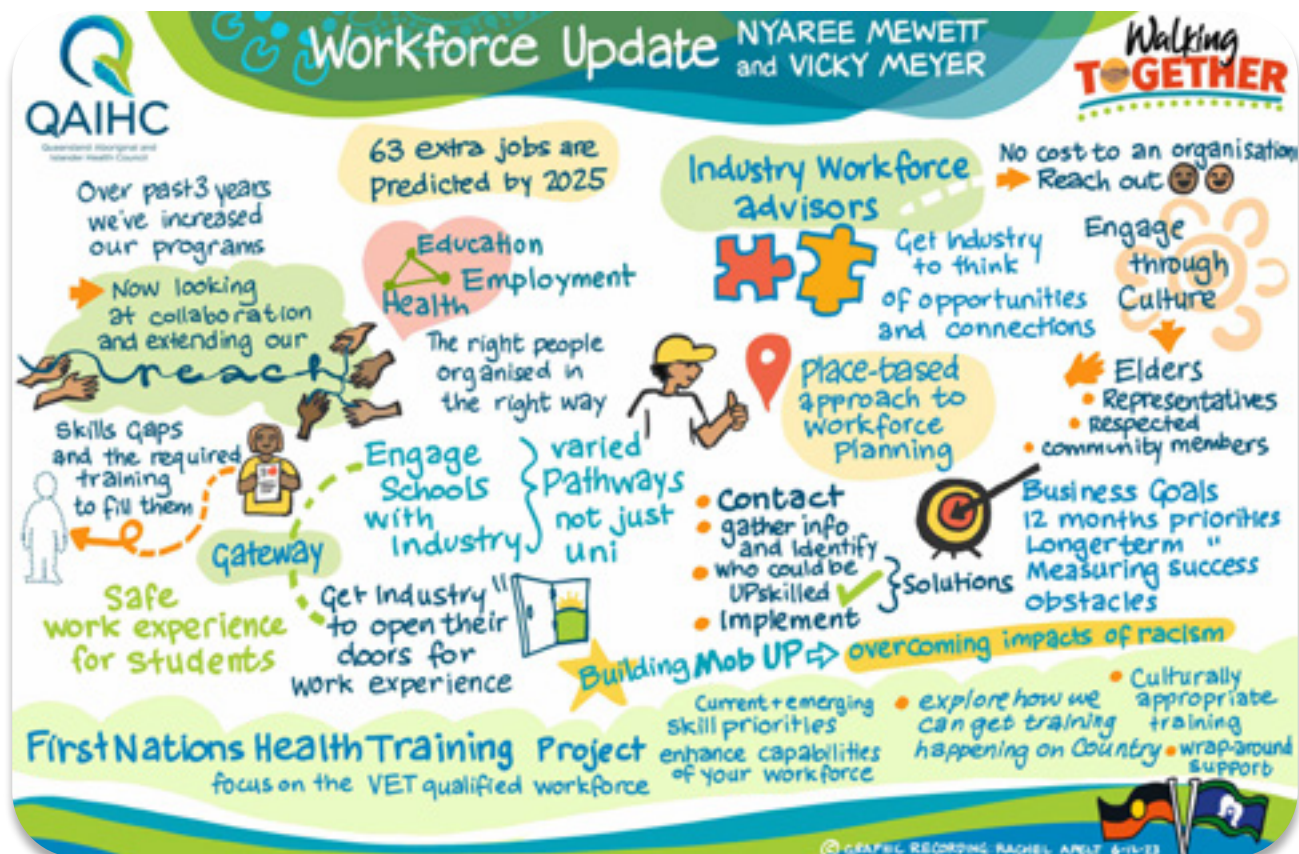 Workforce Update
NYAREE MEWETT
and VICKY MEYER
Walking
TOGETHER
QAIHC
Queensland Aboriginal and
Islander Health Council
Over past 3 years
we've increased
our programs
Now looking
at collaboration
and extending our
reach
63 extra jobs are
predicted by 2025
Education
Employment
Health
The right people
organised in
the right way
Industry Workforce
advisors
No cost to an organisation
Reach out
Get Industry
to think
of opportunities
and connections
Engage
through
Culture
Elders
Representatives
Respected
community members
Place-based
approach to
workforce
Planning
Skills Gaps
and the required
training
to fill them
Gateway
Engage
Schools
with
Industry
varied
Pathways
not just
uni
Safe
work experience
for students
Get Industry
to open their
doors for
work experience
Contact
gather info
and Identify
who could be
UPskilled
Implement
Solutions
Business Goals
12 months priorities
Longer term "
Measuring success
obstacles
Building Mob UP
overcoming impacts of racism
First Nations Health Training Project
focus on the VET qualified workforce
Current + emerging
skill priorities
enhance capabilities
of your workforce
explore how we
can get training
happening on Country
Culturally
appropriate
training
wrap-around
support
© GRAPHIC RECORDING RACHEL APELT 6-12-23